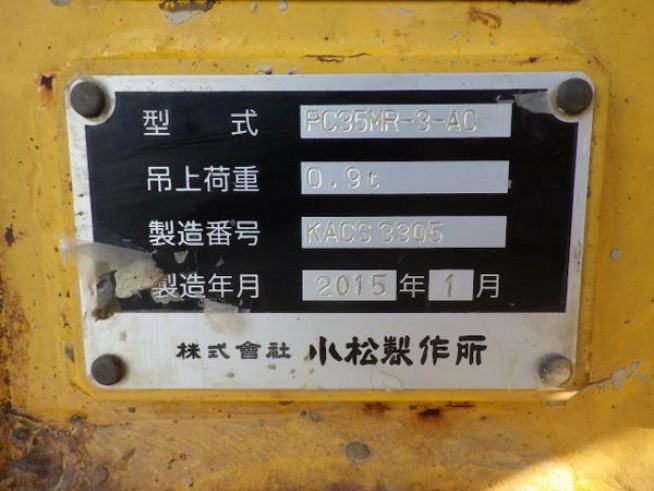 型 式 PC35MR-3-AC
吊上荷重 0.9t
製造番号 KACS 3305
製造年月 2015年1月
株式會社 小松製作所